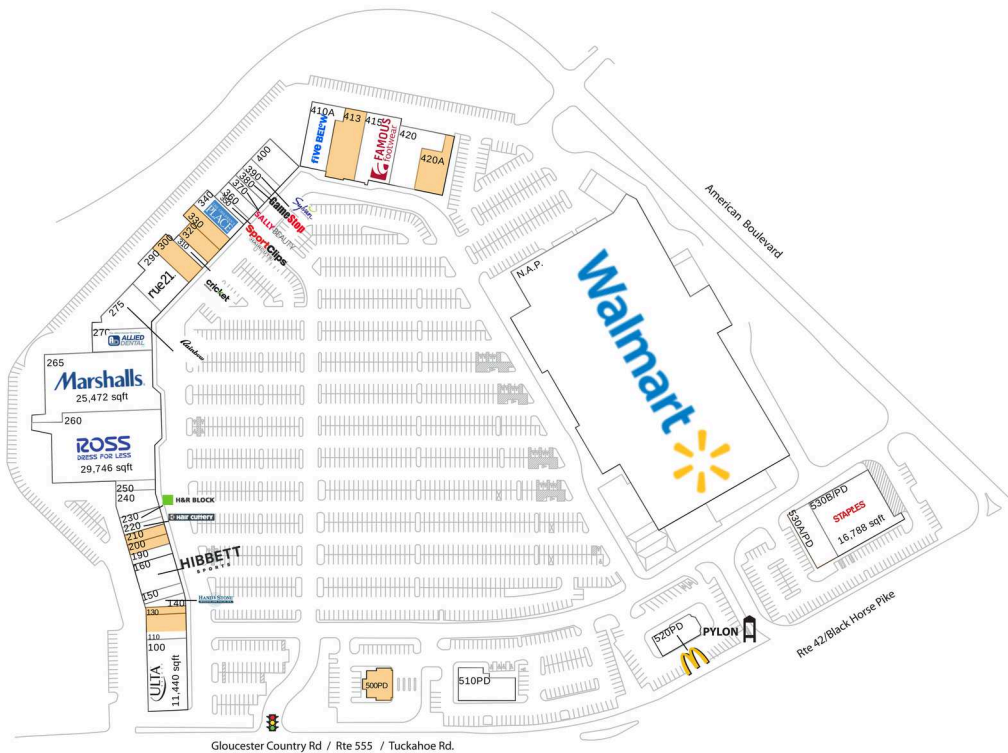 410A
413
415
420
420A
five BELOW
FAMOUS
footwear
400
390
380
370
360
350
340
PLACE
330
320
310
300
290
275
270
Sylvan
GameStop
SALLY BEAUTY
SportClips
rue21
cricket
Rainbow
ALLIED
DENTAL
265
Marshalls
25,472 sqft
260
ROSS
DRESS FOR LESS
29,746 sqft
250
240
H&R BLOCK
230
220
HAIR CUTTERY
210
200
190
160
HIBBETT
SPORTS
150
140
HAND & STONE
130
110
100
ULTA
11,440 sqft
N.A.P.
Walmart
American Boulevard
530B/PD
530A/PD
STAPLES
16,788 sqft
520PD
PYLON
510PD
500PD
Rte 42/Black Horse Pike
Gloucester Country Rd / Rte 555 / Tuckahoe Rd.